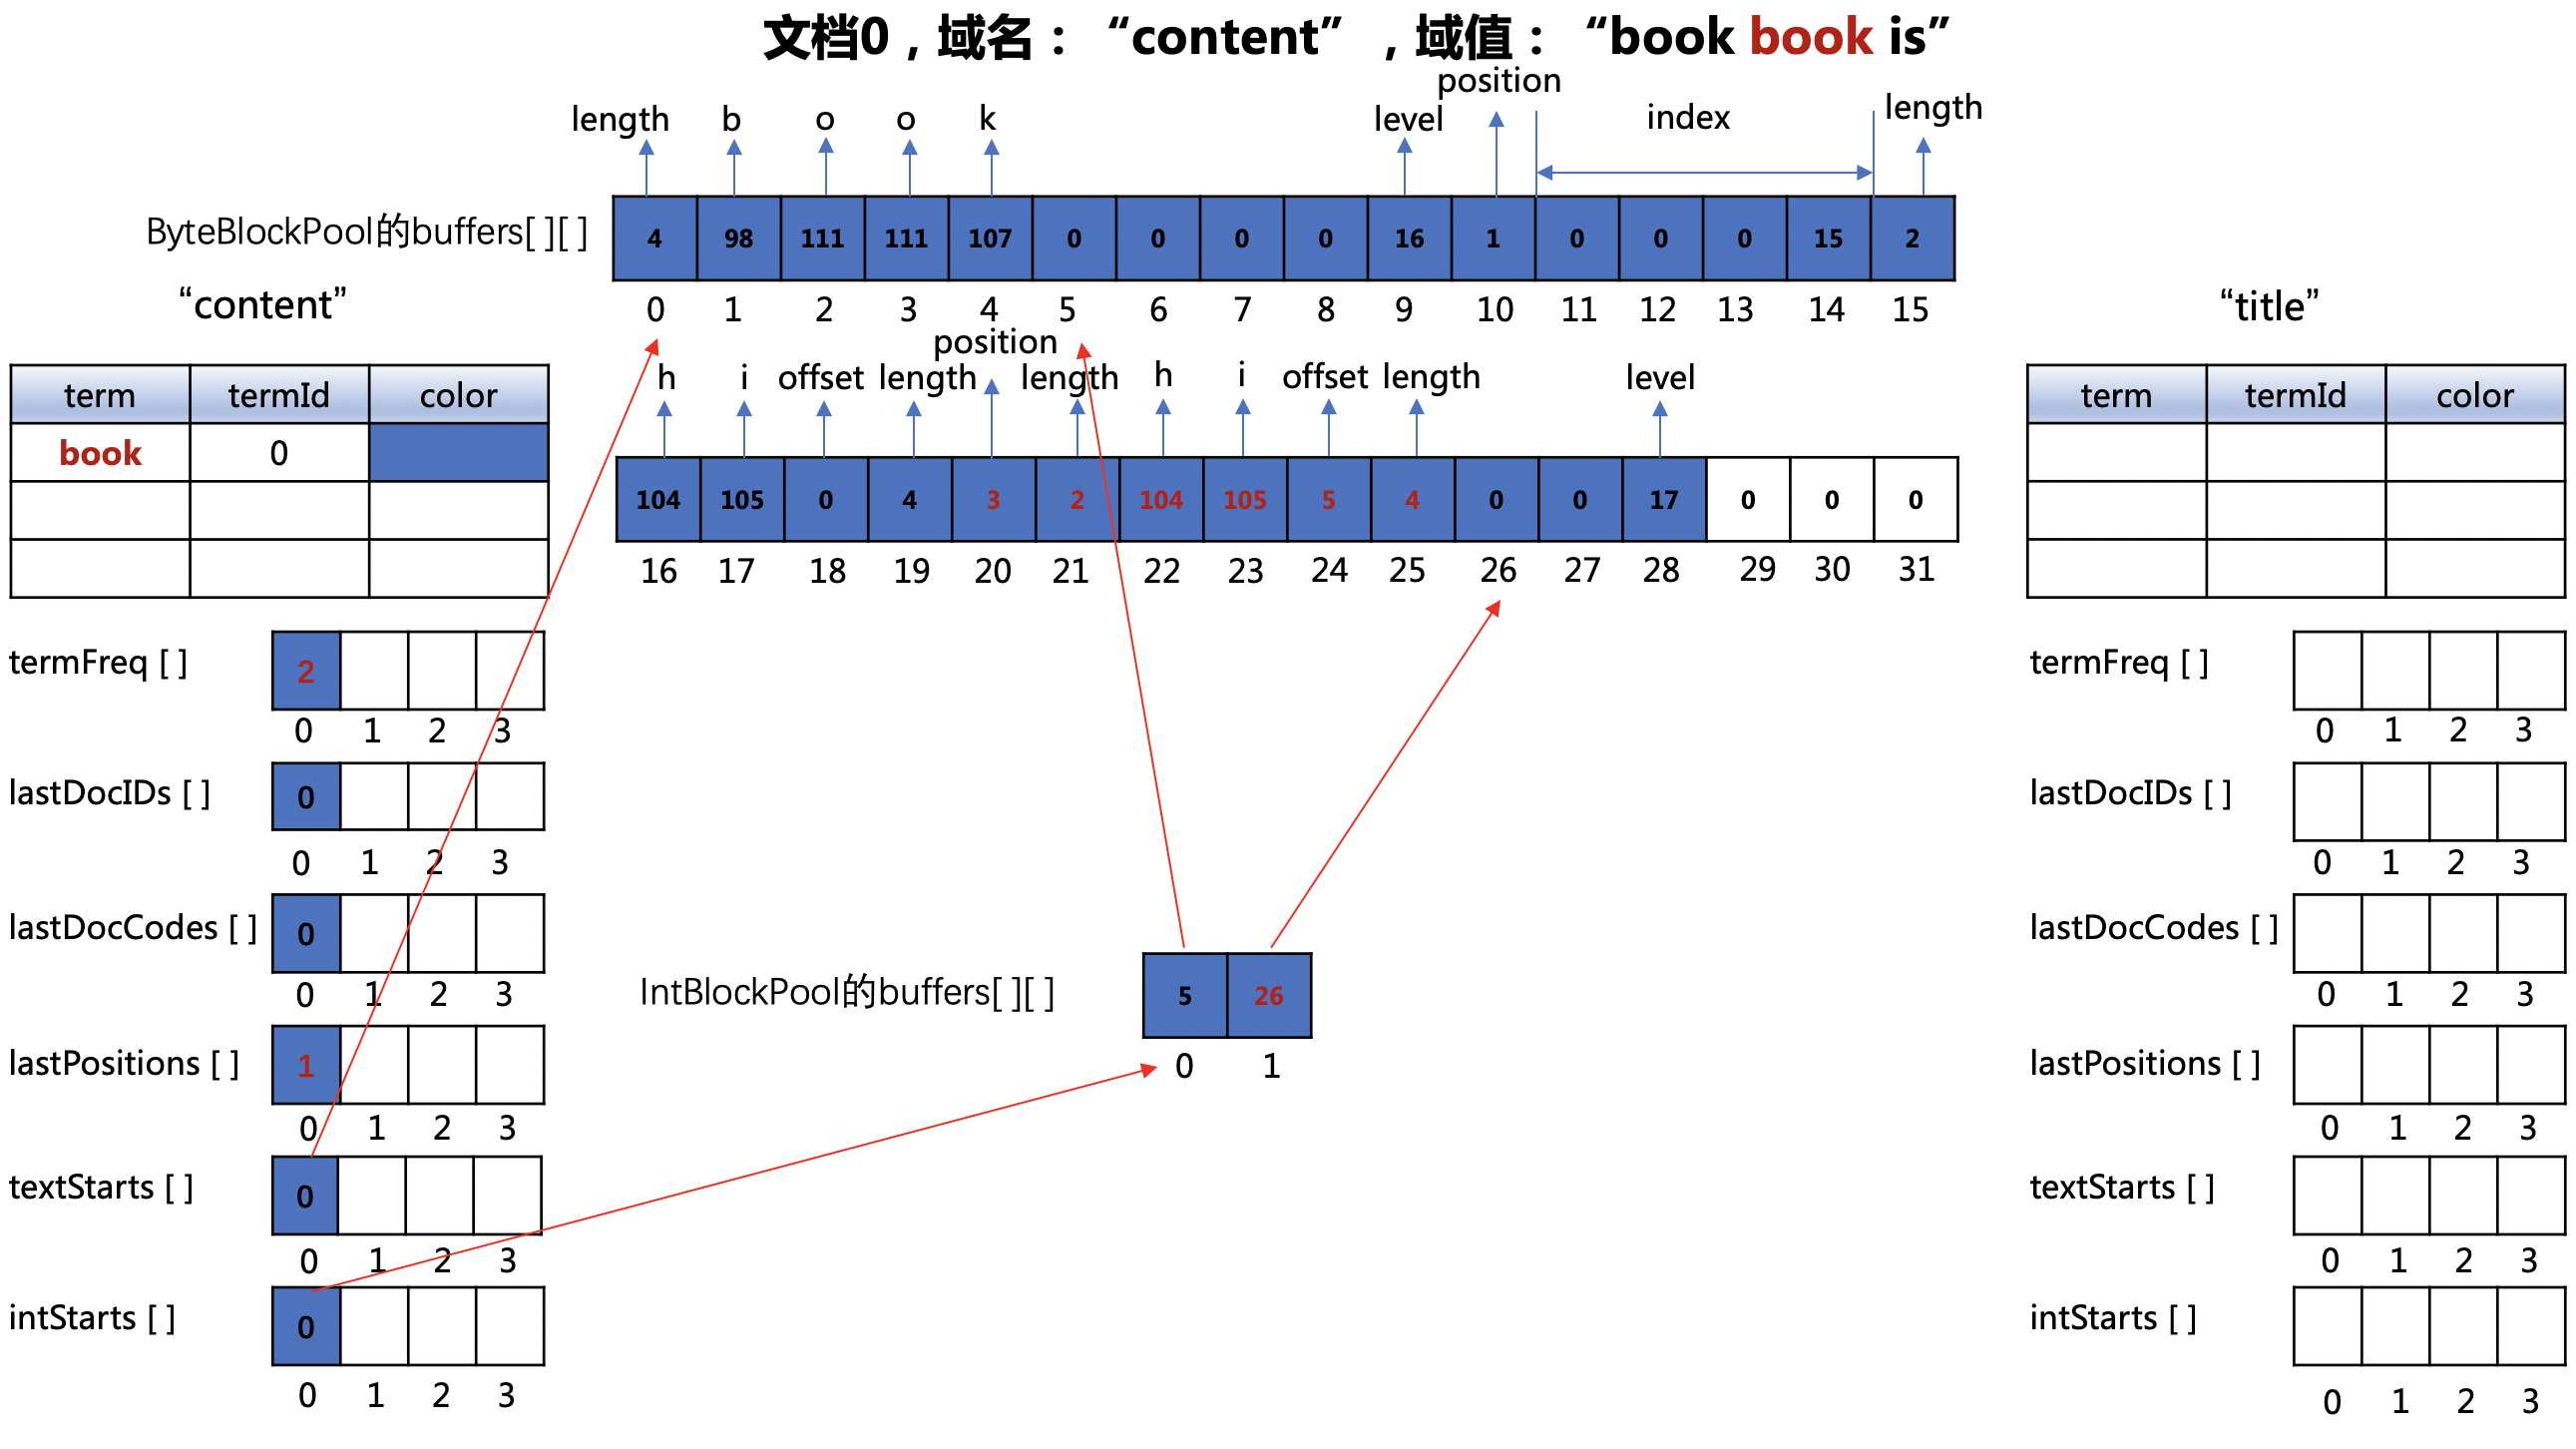 文档0，域名：“content”，域值：“book book is”
position
length b o o k level index length
ByteBlockPool的buffers[ ][ ] 4 98 111 111 107 0 0 0 0 16 1 0 0 0 15 2
0 1 2 3 4 5 6 7 8 9 10 11 12 13 14 15
“content” “title”
position
h i offset length length h i offset length level
104 105 0 4 3 2 104 105 5 4 0 0 17 0 0 0
16 17 18 19 20 21 22 23 24 25 26 27 28 29 30 31
term termId color
book 0
termFreq [ ] 2
0 1 2 3
lastDocIDs [ ] 0
0 1 2 3
lastDocCodes [ ] 0
0 1 2 3
lastPositions [ ] 1
0 1 2 3
textStarts [ ] 0
0 1 2 3
intStarts [ ] 0
0 1 2 3
IntBlockPool的buffers[ ][ ] 5 26
0 1
term termId color
termFreq [ ]
0 1 2 3
lastDocIDs [ ]
0 1 2 3
lastDocCodes [ ]
0 1 2 3
lastPositions [ ]
0 1 2 3
textStarts [ ]
0 1 2 3
intStarts [ ]
0 1 2 3